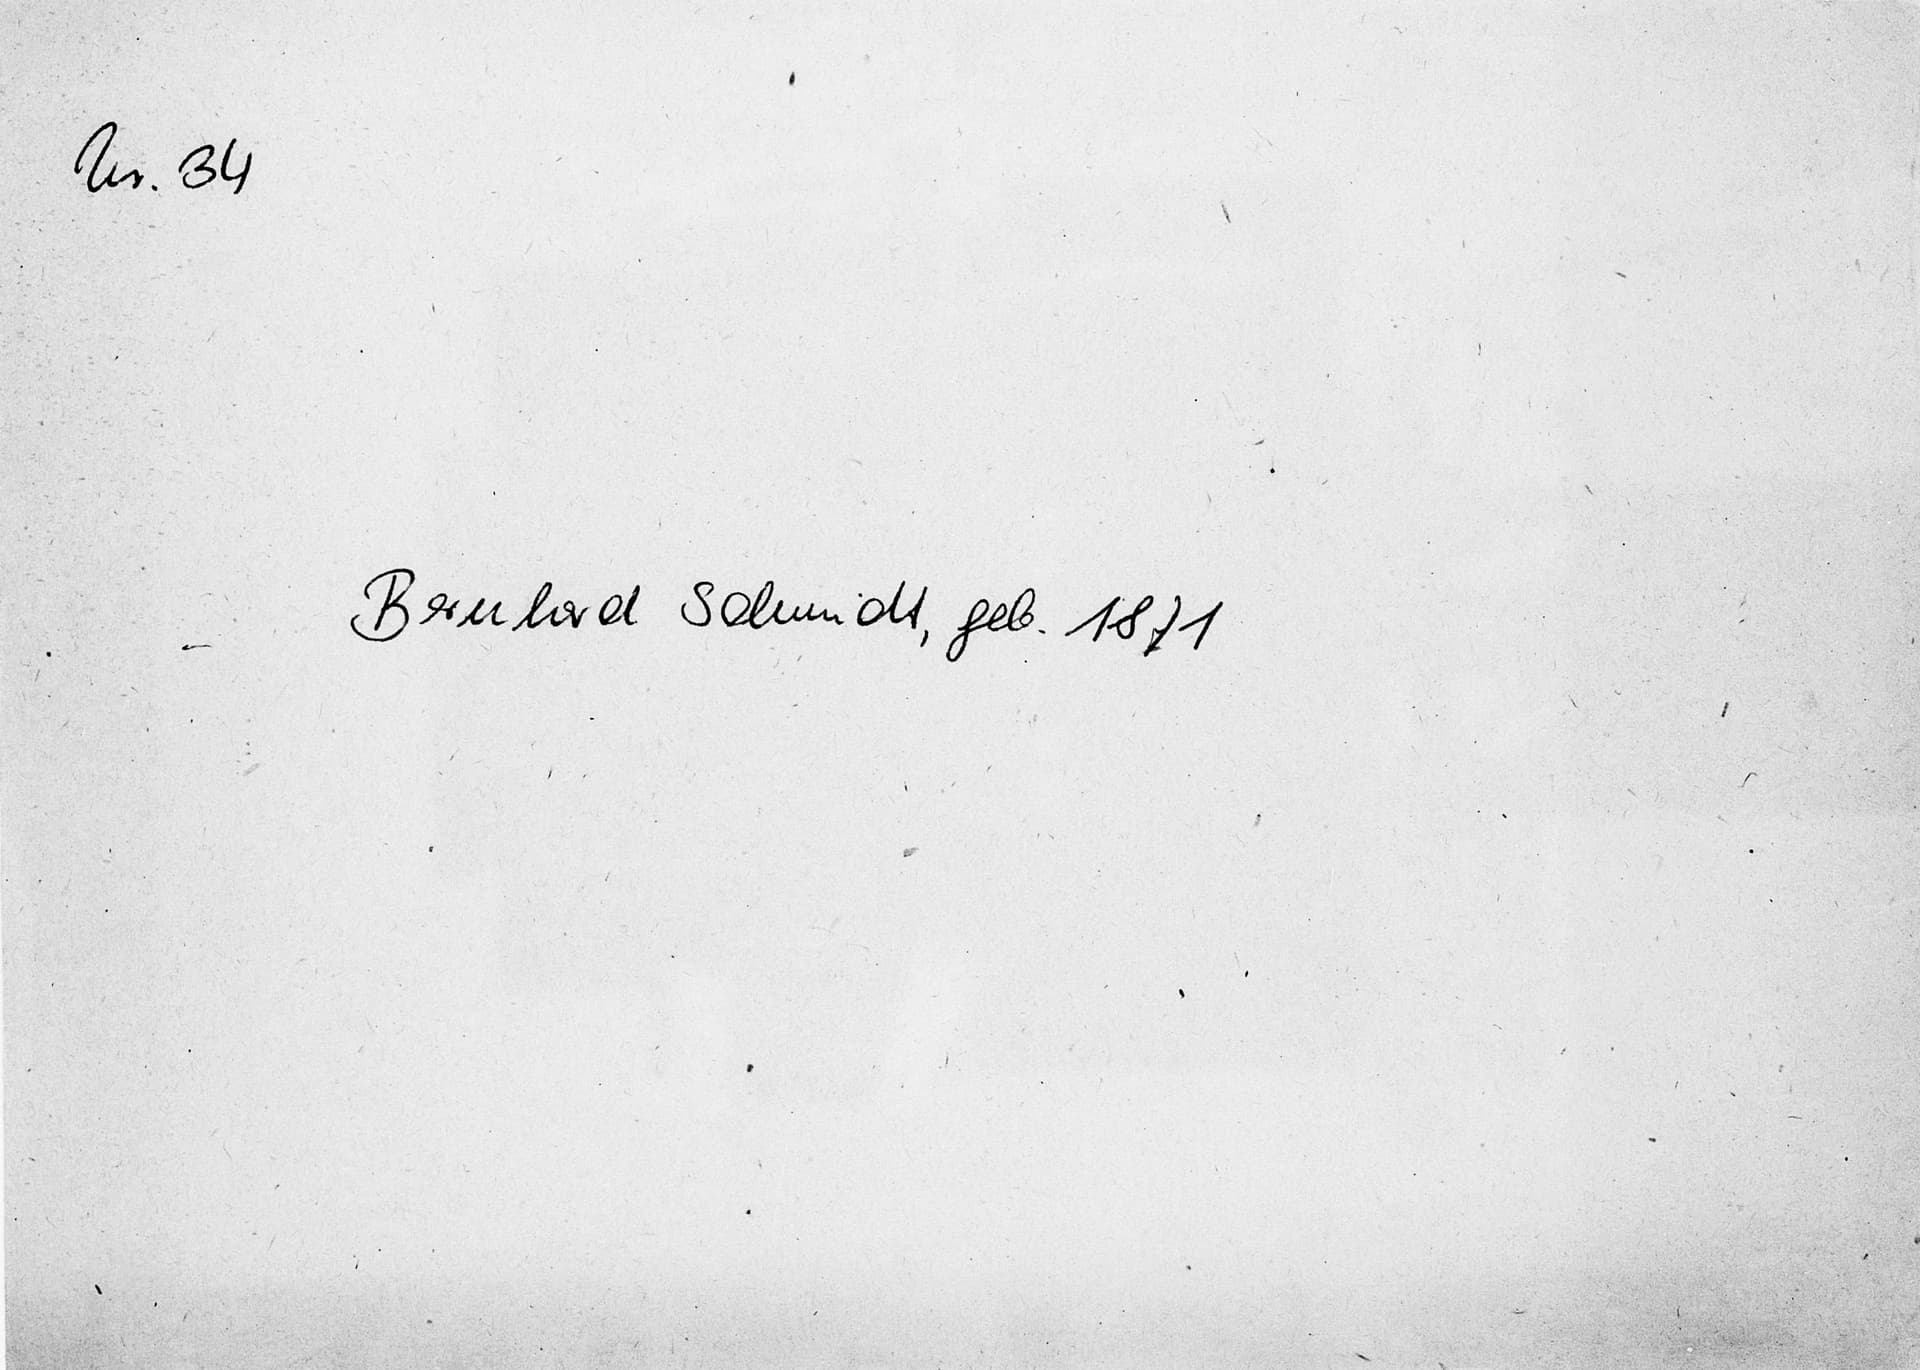 Nr. 34
Bernhard Schmidt, geb. 1871